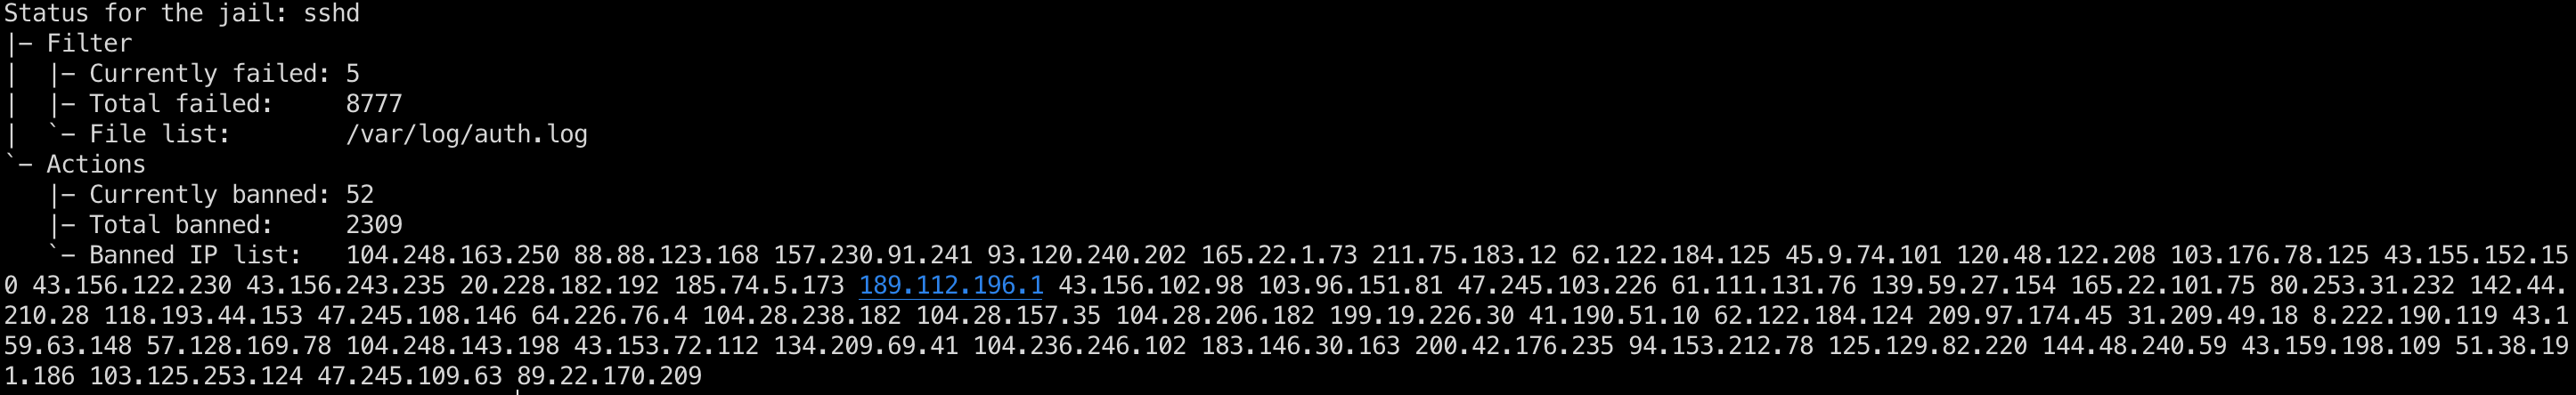 Status for the jail: sshd
|- Filter
|  |- Currently failed: 5
|  |- Total failed:     8777
|  `- File list:        /var/log/auth.log
`- Actions
   |- Currently banned: 52
   |- Total banned:     2309
   `- Banned IP list:   104.248.163.250 88.88.123.168 157.230.91.241 93.120.240.202 165.22.1.73 211.75.183.12 62.122.184.125 45.9.74.101 120.48.122.208 103.176.78.125 43.155.152.15
0 43.156.122.230 43.156.243.235 20.228.182.192 185.74.5.173 189.112.196.1 43.156.102.98 103.96.151.81 47.245.103.226 61.111.131.76 139.59.27.154 165.22.101.75 80.253.31.232 142.44.
210.28 118.193.44.153 47.245.108.146 64.226.76.4 104.28.238.182 104.28.157.35 104.28.206.182 199.19.226.30 41.190.51.10 62.122.184.124 209.97.174.45 31.209.49.18 8.222.190.119 43.1
59.63.148 57.128.169.78 104.248.143.198 43.153.72.112 134.209.69.41 104.236.246.102 183.146.30.163 200.42.176.235 94.153.212.78 125.129.82.220 144.48.240.59 43.159.198.109 51.38.19
1.186 103.125.253.124 47.245.109.63 89.22.170.209